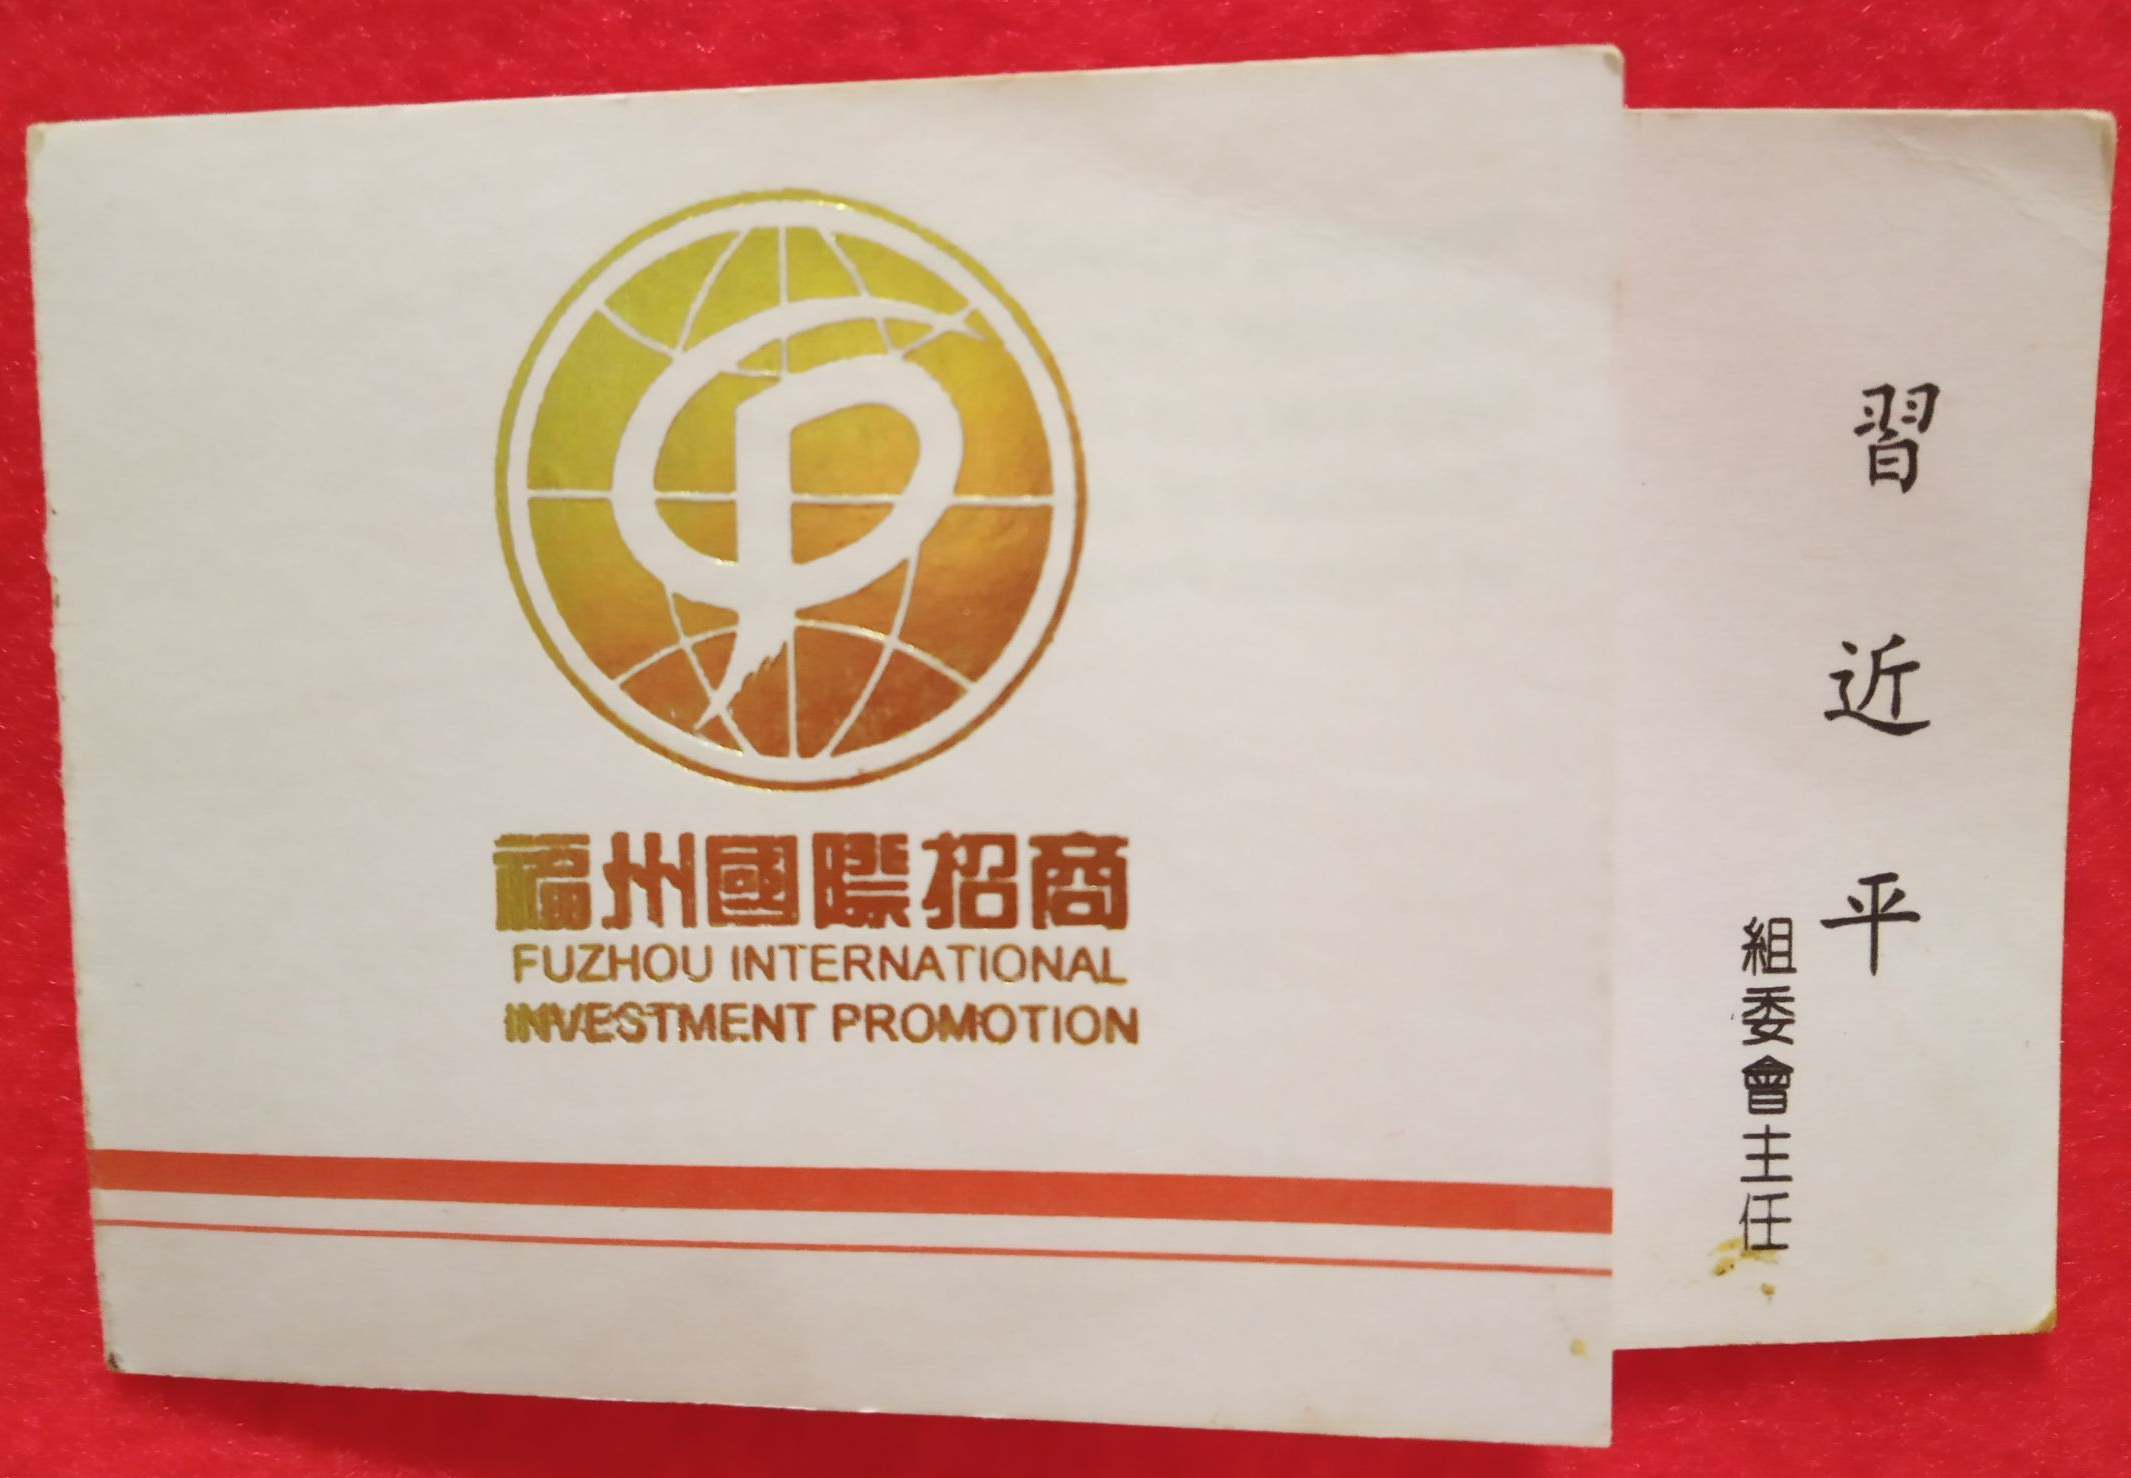 福州國際招商
FUZHOU INTERNATIONAL
INVESTMENT PROMOTION
習近平
組委會主任